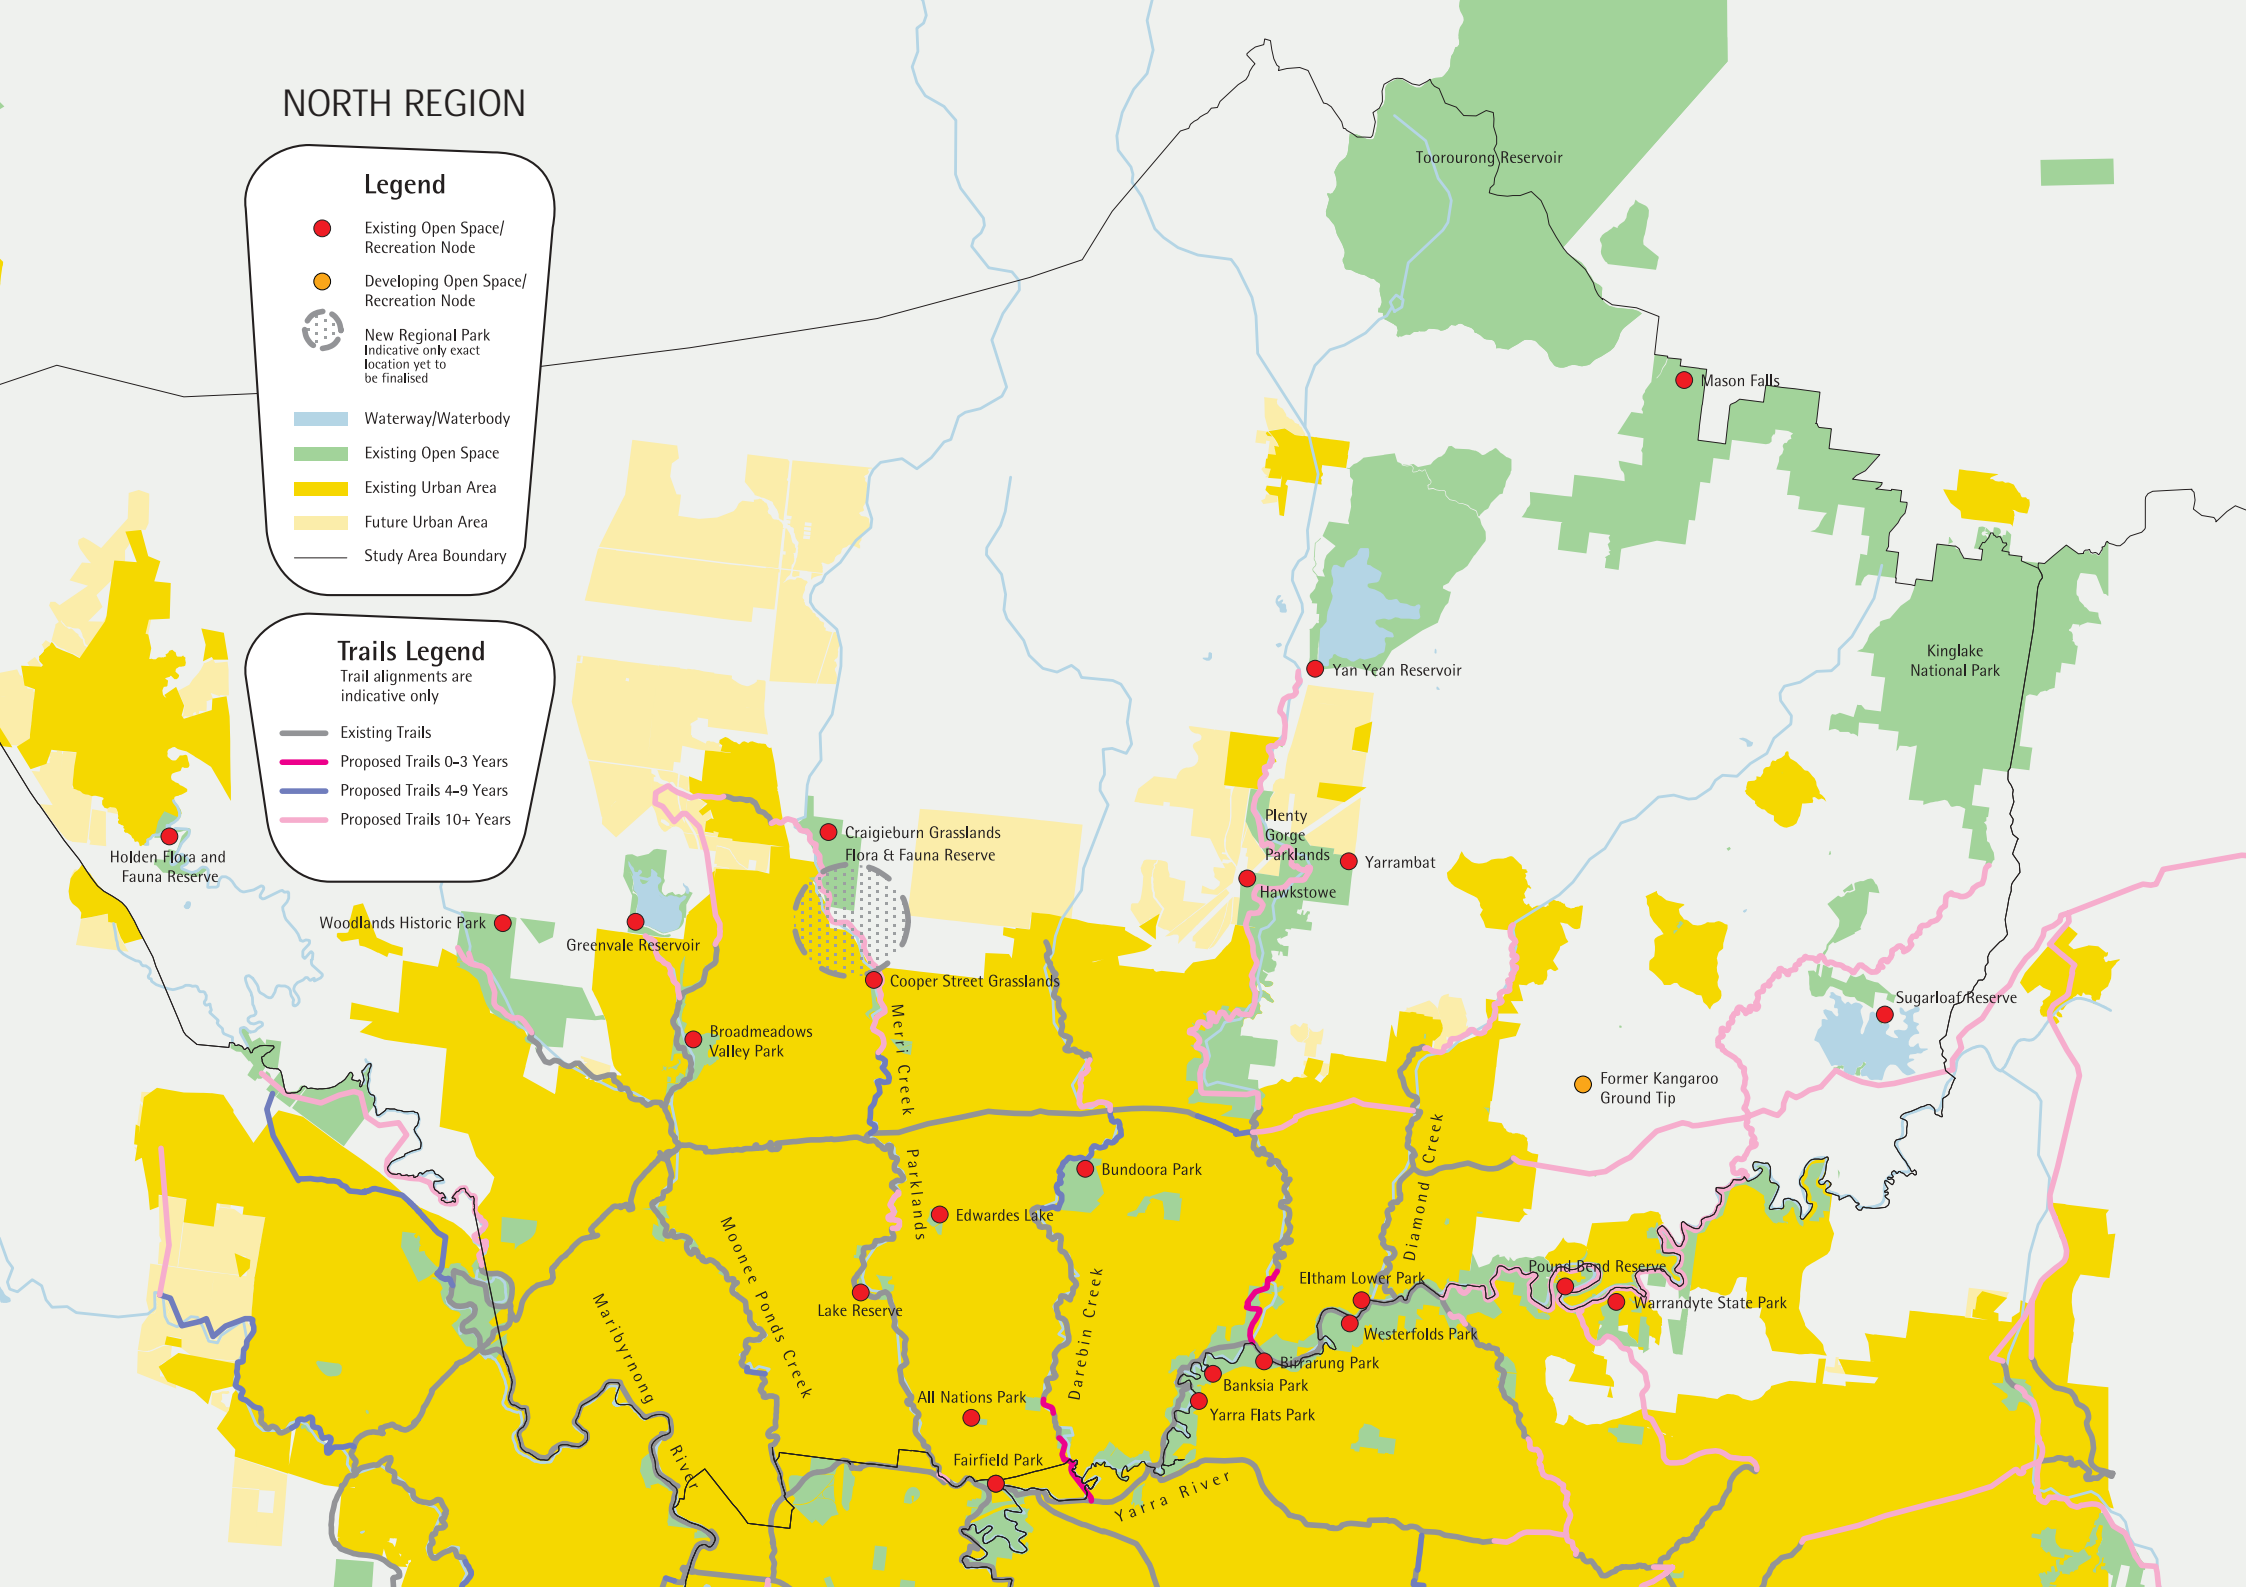 NORTH REGION
Legend
Existing Open Space/
Recreation Node
Developing Open Space/
Recreation Node
New Regional Park
Indicative only exact
location yet to
be finalised
Waterway/Waterbody
Existing Open Space
Existing Urban Area
Future Urban Area
Study Area Boundary
Trails Legend
Trail alignments are
indicative only
Existing Trails
Proposed Trails 0-3 Years
Proposed Trails 4-9 Years
Proposed Trails 10+ Years
Toorourong Reservoir
Mason Falls
Kinglake
National Park
Yan Yean Reservoir
Plenty
Gorge
Parklands
Yarrambat
Hawkstowe
Craigieburn Grasslands
Flora & Fauna Reserve
Holden Flora and
Fauna Reserve
Woodlands Historic Park
Greenvale Reservoir
Cooper Street Grasslands
Sugarloaf Reserve
Broadmeadows
Valley Park
Merri Creek
Parklands
Former Kangaroo
Ground Tip
Bundoora Park
Edwardes Lake
Diamond Creek
Moonee Ponds Creek
Maribyrnong
River
Darebin Creek
Lake Reserve
Eltham Lower Park
Pound Bend Reserve
Warrandyte State Park
Westerfolds Park
Birrarung Park
Banksia Park
Yarra Flats Park
All Nations Park
Fairfield Park
Yarra River